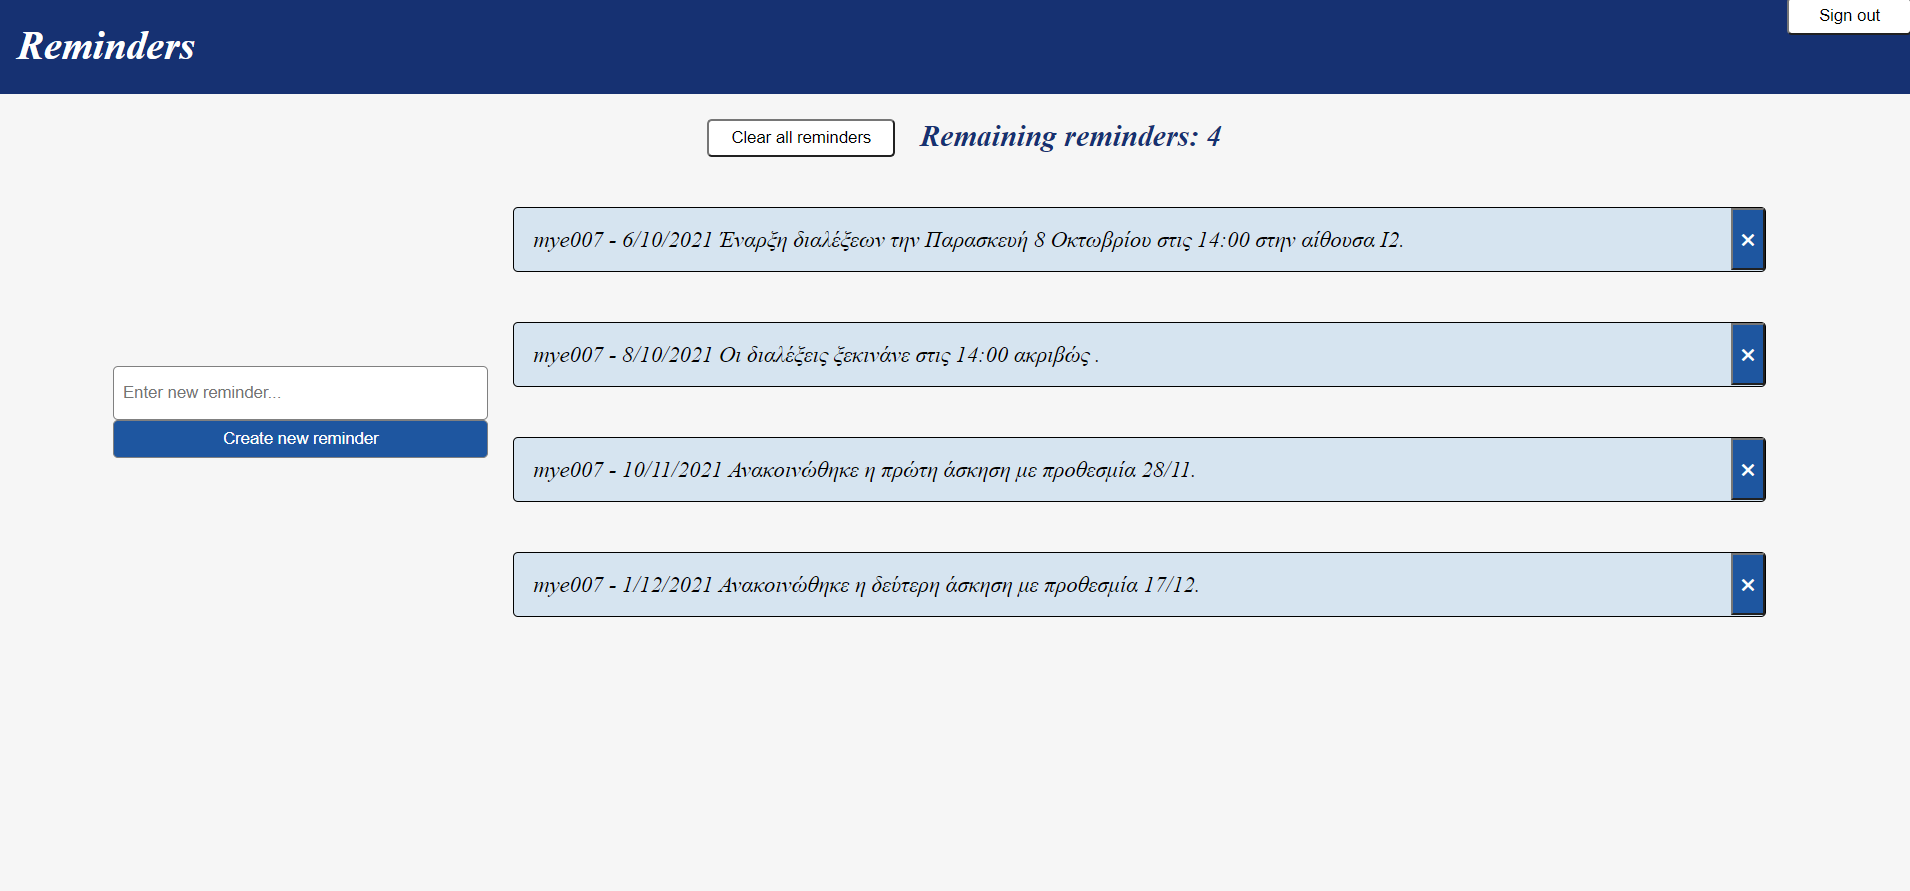 Sign out
Reminders
Clear all reminders
Remaining reminders: 4
mye007 - 6/10/2021 Έναρξη διαλέξεων την Παρασκευή 8 Οκτωβρίου στις 14:00 στην αίθουσα Ι2.
×
mye007 - 8/10/2021 Οι διαλέξεις ξεκινάνε στις 14:00 ακριβώς .
×
Enter new reminder...
Create new reminder
mye007 - 10/11/2021 Ανακοινώθηκε η πρώτη άσκηση με προθεσμία 28/11.
×
mye007 - 1/12/2021 Ανακοινώθηκε η δεύτερη άσκηση με προθεσμία 17/12.
×